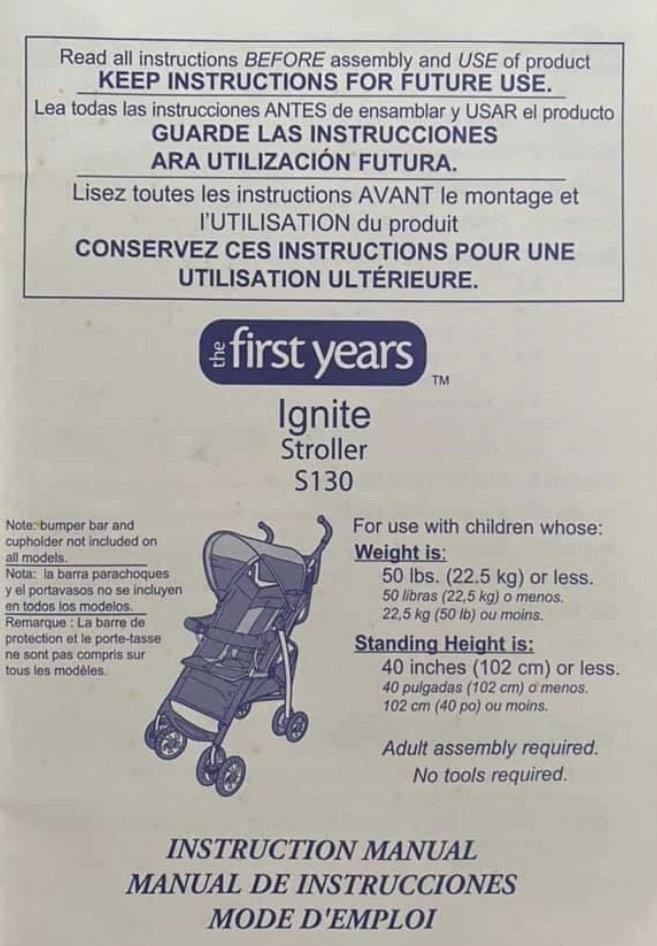 Read all instructions BEFORE assembly and USE of product
KEEP INSTRUCTIONS FOR FUTURE USE.
Lea todas las instrucciones ANTES de ensamblar y USAR el producto
GUARDE LAS INSTRUCCIONES
ARA UTILIZACIÓN FUTURA.
Lisez toutes les instructions AVANT le montage et
l'UTILISATION du produit
CONSERVEZ CES INSTRUCTIONS POUR UNE
UTILISATION ULTÉRIEURE.
the first years TM
Ignite
Stroller
S130
Note: bumper bar and
cupholder not included on
all models.
Nota: la barra parachoques
y el portavasos no se incluyen
en todos los modelos.
Remarque : La barre de
protection et le porte-tasse
ne sont pas compris sur
tous les modèles.
For use with children whose:
Weight is:
50 lbs. (22.5 kg) or less.
50 libras (22,5 kg) o menos.
22,5 kg (50 lb) ou moins.
Standing Height is:
40 inches (102 cm) or less.
40 pulgadas (102 cm) o menos.
102 cm (40 po) ou moins.
Adult assembly required.
No tools required.
INSTRUCTION MANUAL
MANUAL DE INSTRUCCIONES
MODE D'EMPLOI